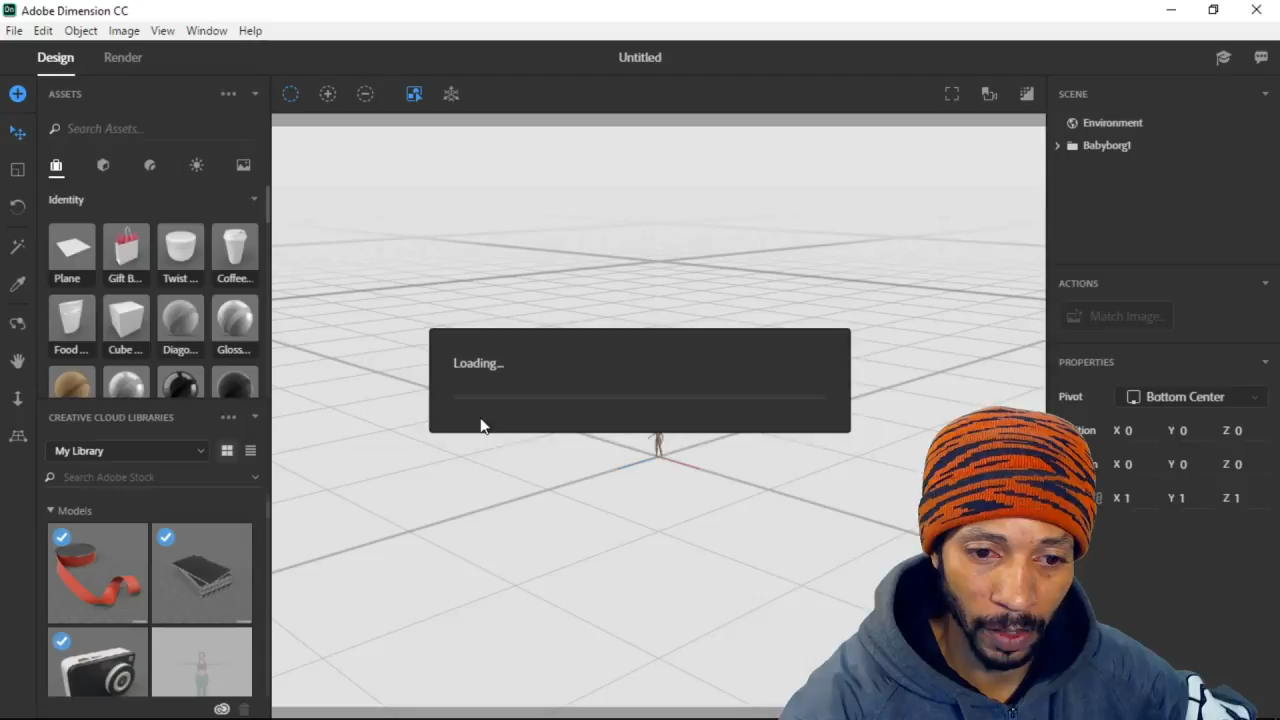 Dn Adobe Dimension CC
File Edit Object Image View Window Help
Design Render Untitled
ASSETS
Search Assets...
Identity
Plane Gift B... Twist ... Coffee...
Food ... Cube ... Diago... Gloss...
CREATIVE CLOUD LIBRARIES
My Library
Search Adobe Stock
Models
Loading...
SCENE
Environment
Babyborg1
ACTIONS
Match Image...
PROPERTIES
Pivot Bottom Center
X 0 Y 0 Z 0
X 0 Y 0 Z 0
X 1 Y 1 Z 1